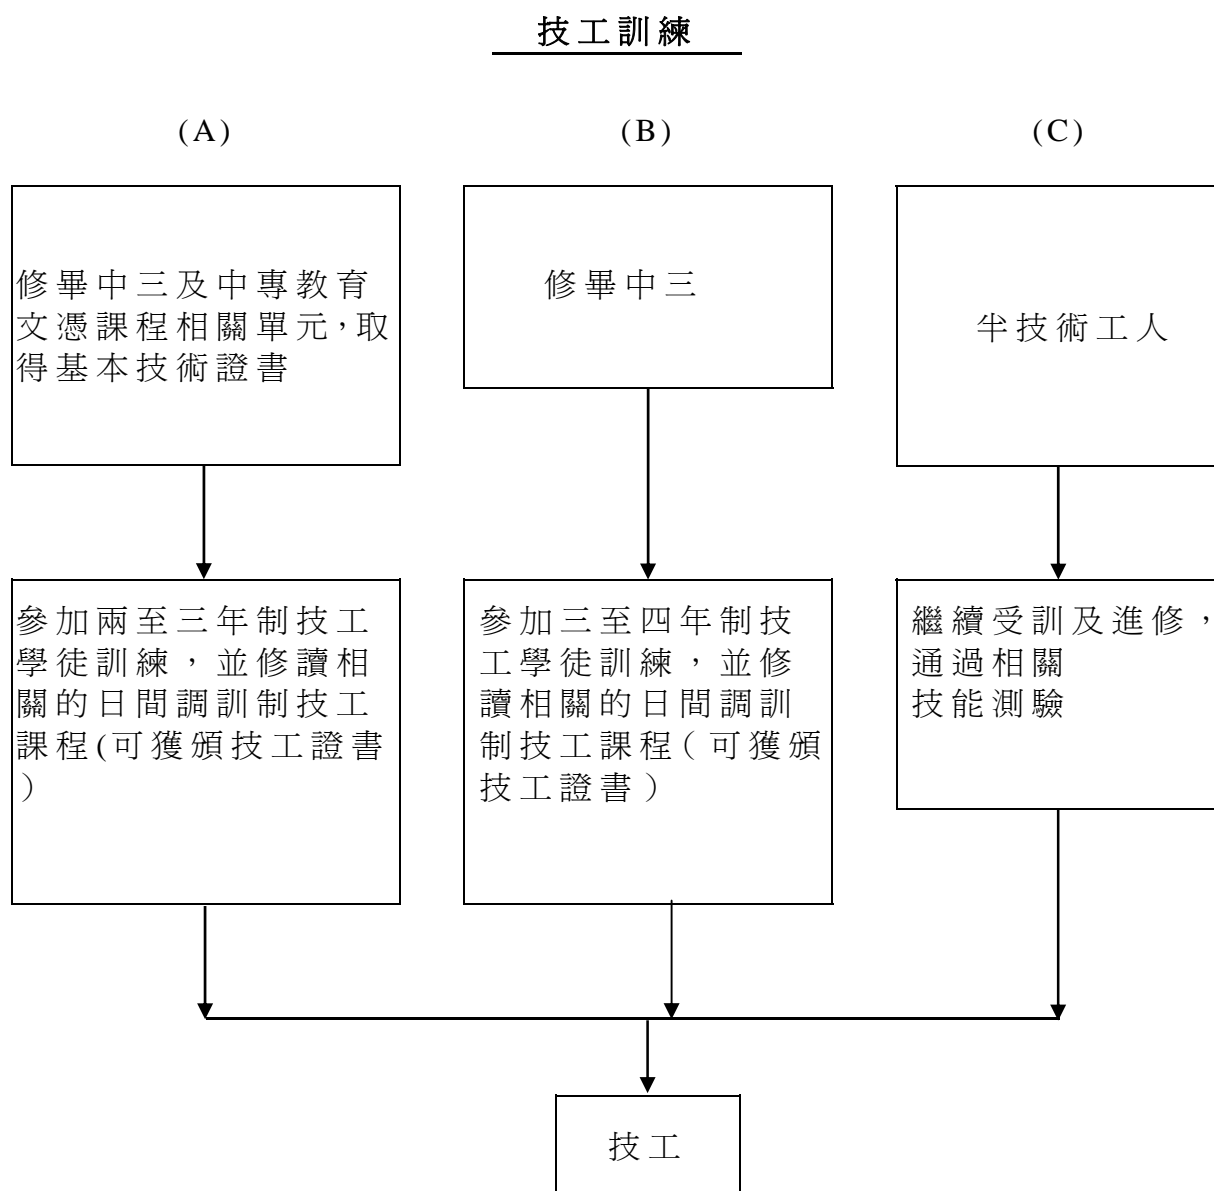 技工訓練
(A)
(B)
(C)
修畢中三及中專教育
文憑課程相關單元，取
得基本技術證書
修畢中三
半技術工人
參加兩至三年制技工
學徒訓練，並修讀相
關的日間調訓制技工
課程(可獲頒技工證書
）
參加三至四年制技
工學徒訓練，並修
讀相關的日間調訓
制技工課程（可獲頒
技工證書）
繼續受訓及進修，
通過相關
技能測驗
技工